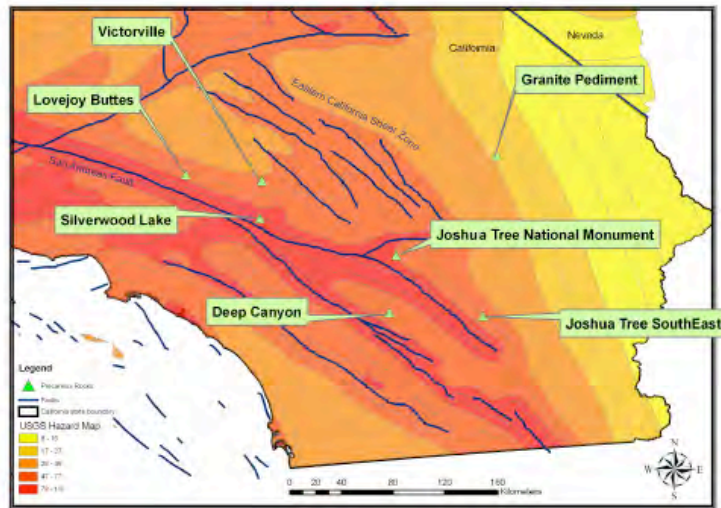 Victorville
California
Nevada
Granite Pediment
Lovejoy Buttes
Eastern California Shear Zone
San Andreas Fault
Silverwood Lake
Joshua Tree National Monument
Deep Canyon
Joshua Tree SouthEast
Legend
Precarious Rocks
Faults
California state boundary
USGS Hazard Map
N
W
E
S
0 20 40 80 120 160
Kilometers